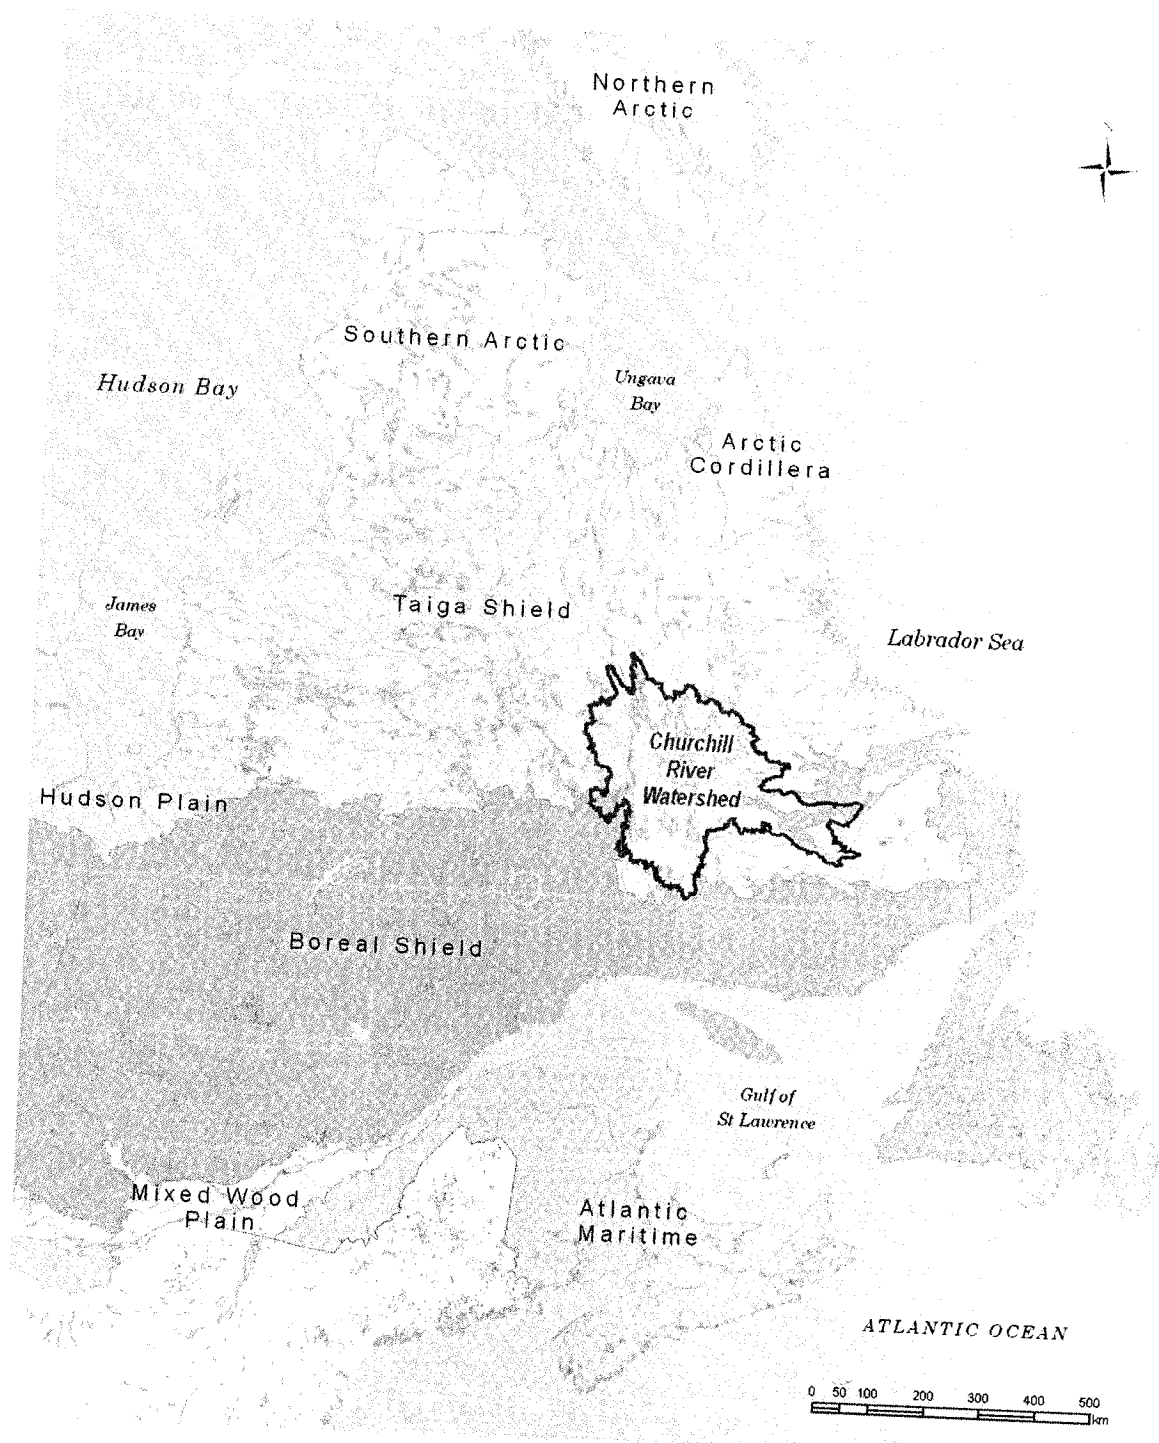 Northern
Arctic
Southern Arctic
Hudson Bay
Ungava
Bay
Arctic
Cordillera
James
Bay
Taiga Shield
Labrador Sea
Churchill
River
Watershed
Hudson Plain
Boreal Shield
Gulf of
St Lawrence
Mixed Wood
Plain
Atlantic
Maritime
ATLANTIC OCEAN
0 50 100 200 300 400 500
km